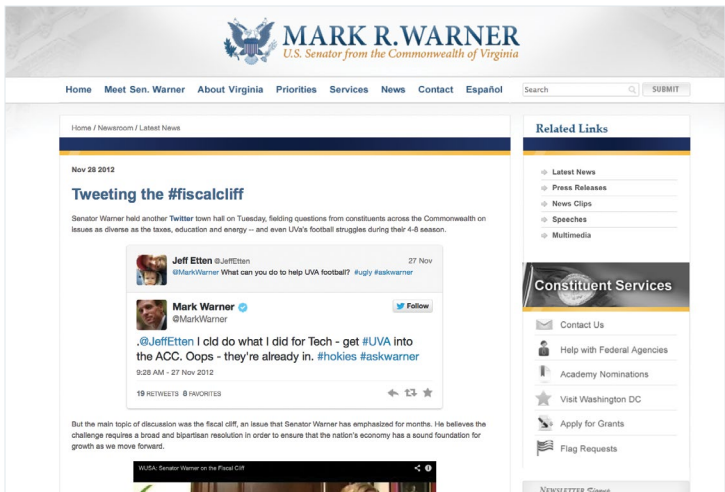 MARK R. WARNER
U.S. Senator from the Commonwealth of Virginia
Home Meet Sen. Warner About Virginia Priorities Services News Contact Español Search SUBMIT
Home / Newsroom / Latest News
Nov 28 2012
Tweeting the #fiscalcliff
Senator Warner held another Twitter town hall on Tuesday, fielding questions from constituents across the Commonwealth on
issues as diverse as the taxes, education and energy -- and even UVa's football struggles during their 4-8 season.
Jeff Etten @JeffEtten 27 Nov
@MarkWarner What can you do to help UVA football? #ugly #askwarner
Mark Warner
@MarkWarner
Follow
.@JeffEtten I cld do what I did for Tech - get #UVA into
the ACC. Oops - they're already in. #hokies #askwarner
9:28 AM - 27 Nov 2012
19 RETWEETS 8 FAVORITES
But the main topic of discussion was the fiscal cliff, an issue that Senator Warner has emphasized for months. He believes the
challenge requires a broad and bipartisan resolution in order to ensure that the nation's economy has a sound foundation for
growth as we move forward.
WUSA: Senator Warner on the Fiscal Cliff
Related Links
Latest News
Press Releases
News Clips
Speeches
Multimedia
Constituent Services
Contact Us
Help with Federal Agencies
Academy Nominations
Visit Washington DC
Apply for Grants
Flag Requests
NEWSLETTER Signup